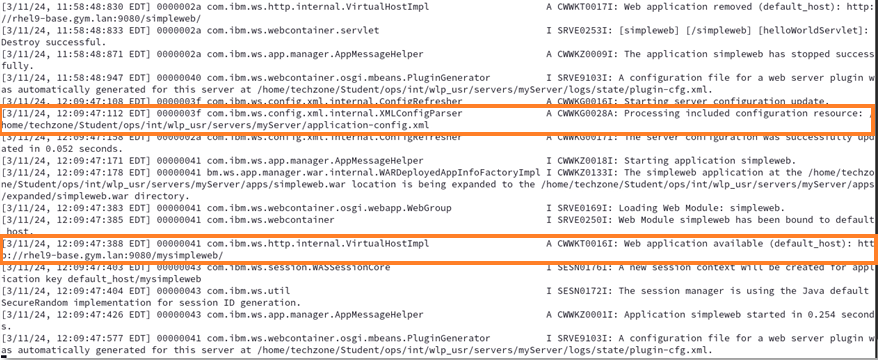 [3/11/24, 11:58:48:830 EDT] 0000002a com.ibm.ws.http.internal.VirtualHostImpl A CWWKT0017I: Web application removed (default_host): http:
//rhel9-base.gym.lan:9080/simpleweb/
[3/11/24, 11:58:48:833 EDT] 0000002a com.ibm.ws.webcontainer.servlet I SRVE0253I: [simpleweb] [/simpleweb] [helloWorldServlet]:
Destroy successful.
[3/11/24, 11:58:48:871 EDT] 0000002a com.ibm.ws.app.manager.AppMessageHelper A CWWKZ0009I: The application simpleweb has stopped success
fully.
[3/11/24, 11:58:48:947 EDT] 00000040 com.ibm.ws.webcontainer.osgi.mbeans.PluginGenerator I SRVE9103I: A configuration file for a web server plugin w
as automatically generated for this server at /home/techzone/Student/ops/int/wlp_usr/servers/myServer/logs/state/plugin-cfg.xml.
[3/11/24, 12:09:47:108 EDT] 0000003f com.ibm.ws.config.xml.internal.ConfigRefresher A CWWKG0016I: Starting server configuration update.
[3/11/24, 12:09:47:112 EDT] 0000003f com.ibm.ws.config.xml.internal.XMLConfigParser A CWWKG0028A: Processing included configuration resource: /
home/techzone/Student/ops/int/wlp_usr/servers/myServer/application-config.xml
[3/11/24, 12:09:47:158 EDT] 0000003f com.ibm.ws.config.xml.internal.ConfigRefresher A CWWKG0017I: The server configuration was successfully upd
ated in 0.052 seconds.
[3/11/24, 12:09:47:171 EDT] 00000041 com.ibm.ws.app.manager.AppMessageHelper I CWWKZ0018I: Starting application simpleweb.
[3/11/24, 12:09:47:178 EDT] 00000041 bm.ws.app.manager.war.internal.WARDeployedAppInfoFactoryImpl I CWWKZ0133I: The simpleweb application at the /home/techzo
ne/Student/ops/int/wlp_usr/servers/myServer/apps/simpleweb.war location is being expanded to the /home/techzone/Student/ops/int/wlp_usr/servers/myServer/apps
/expanded/simpleweb.war directory.
[3/11/24, 12:09:47:383 EDT] 00000041 com.ibm.ws.webcontainer.osgi.webapp.WebGroup I SRVE0169I: Loading Web Module: simpleweb.
[3/11/24, 12:09:47:385 EDT] 00000041 com.ibm.ws.webcontainer I SRVE0250I: Web Module simpleweb has been bound to default
_host.
[3/11/24, 12:09:47:388 EDT] 00000041 com.ibm.ws.http.internal.VirtualHostImpl A CWWKT0016I: Web application available (default_host): htt
p://rhel9-base.gym.lan:9080/mysimpleweb/
[3/11/24, 12:09:47:403 EDT] 00000043 com.ibm.ws.session.WASSessionCore I SESN0176I: A new session context will be created for appl
ication key default_host/mysimpleweb
[3/11/24, 12:09:47:404 EDT] 00000043 com.ibm.ws.util I SESN0172I: The session manager is using the Java default
SecureRandom implementation for session ID generation.
[3/11/24, 12:09:47:426 EDT] 00000043 com.ibm.ws.app.manager.AppMessageHelper A CWWKZ0001I: Application simpleweb started in 0.254 second
s.
[3/11/24, 12:09:47:577 EDT] 00000041 com.ibm.ws.webcontainer.osgi.mbeans.PluginGenerator I SRVE9103I: A configuration file for a web server plugin w
as automatically generated for this server at /home/techzone/Student/ops/int/wlp_usr/servers/myServer/logs/state/plugin-cfg.xml.